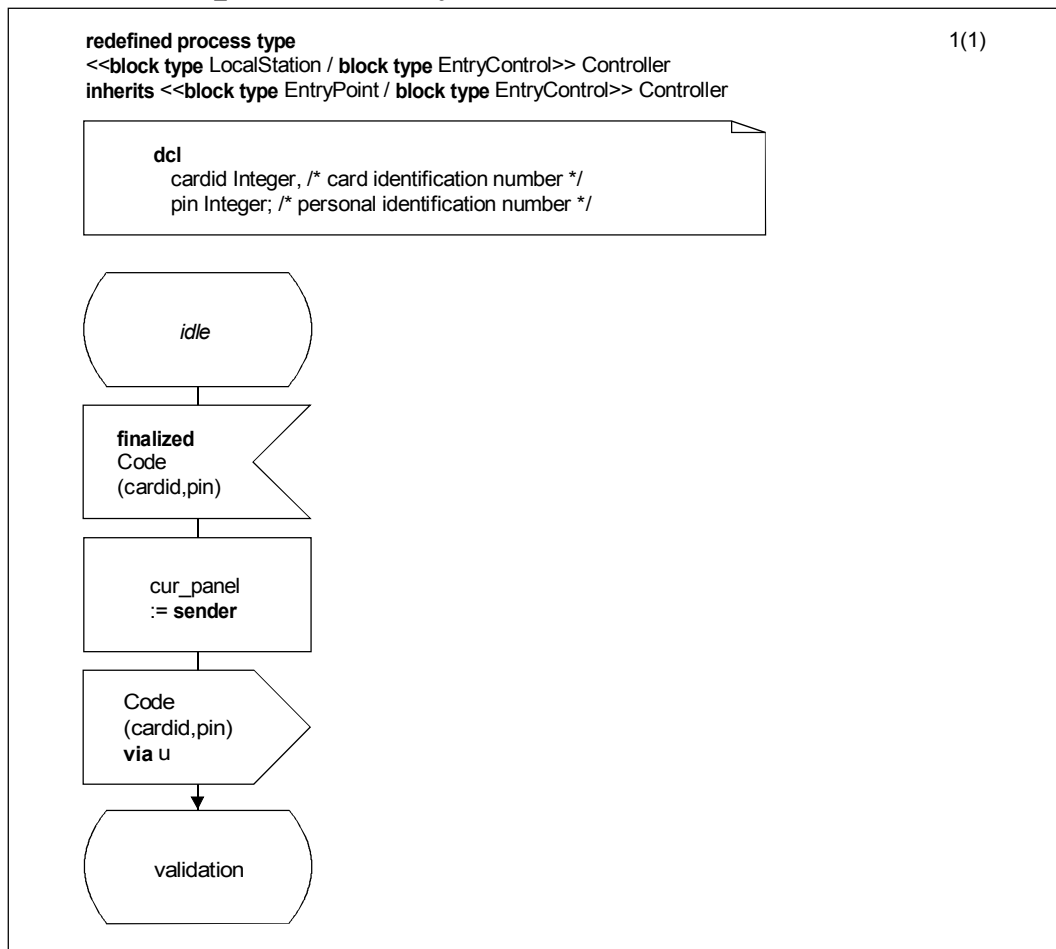 redefined process type
1(1)
<<block type LocalStation / block type EntryControl>> Controller
inherits <<block type EntryPoint / block type EntryControl>> Controller
dcl
cardid Integer, /* card identification number */
pin Integer; /* personal identification number */
idle
finalized
Code
(cardid,pin)
cur_panel
:= sender
Code
(cardid,pin)
via u
validation